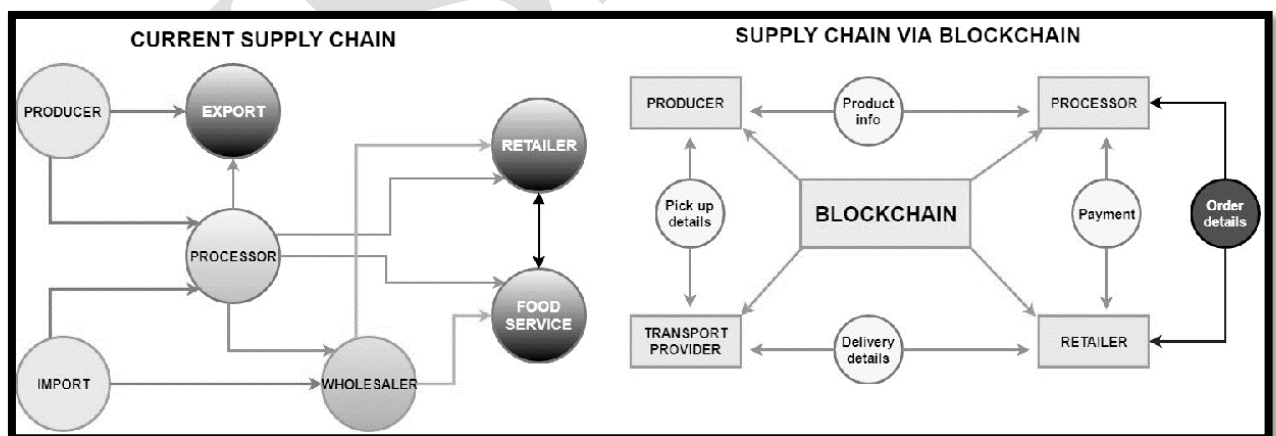 CURRENT SUPPLY CHAIN
PRODUCER
EXPORT
RETAILER
PROCESSOR
FOOD
SERVICE
IMPORT
WHOLESALER
SUPPLY CHAIN VIA BLOCKCHAIN
PRODUCER
Product
info
PROCESSOR
Pick up
details
BLOCKCHAIN
Payment
Order
details
TRANSPORT
PROVIDER
Delivery
details
RETAILER